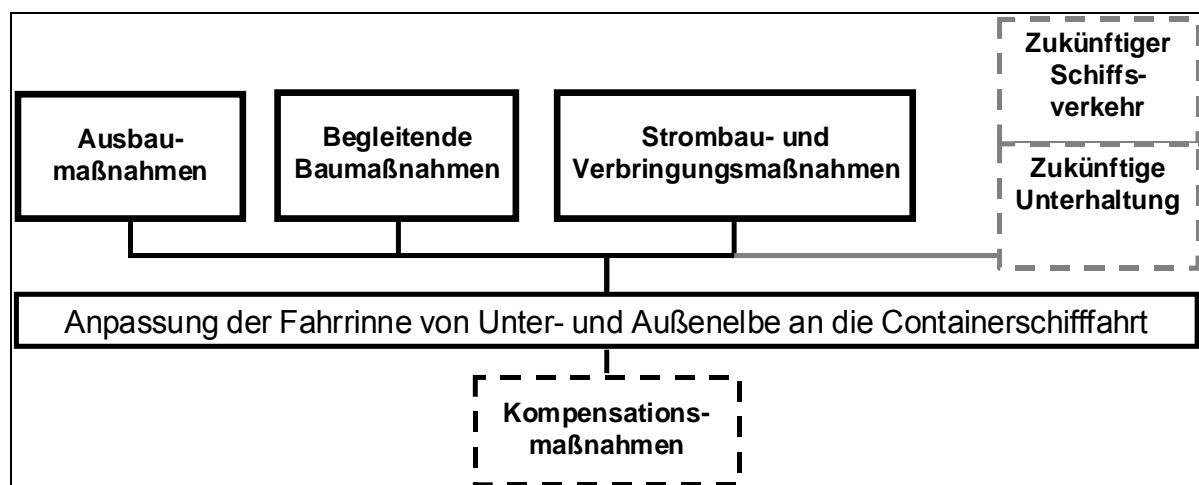 Ausbau-
maßnahmen
Begleitende
Baumaßnahmen
Strombau- und
Verbringungsmaßnahmen
Zukünftiger
Schiffs-
verkehr
Zukünftige
Unterhaltung
Anpassung der Fahrrinne von Unter- und Außenelbe an die Containerschifffahrt
Kompensations-
maßnahmen